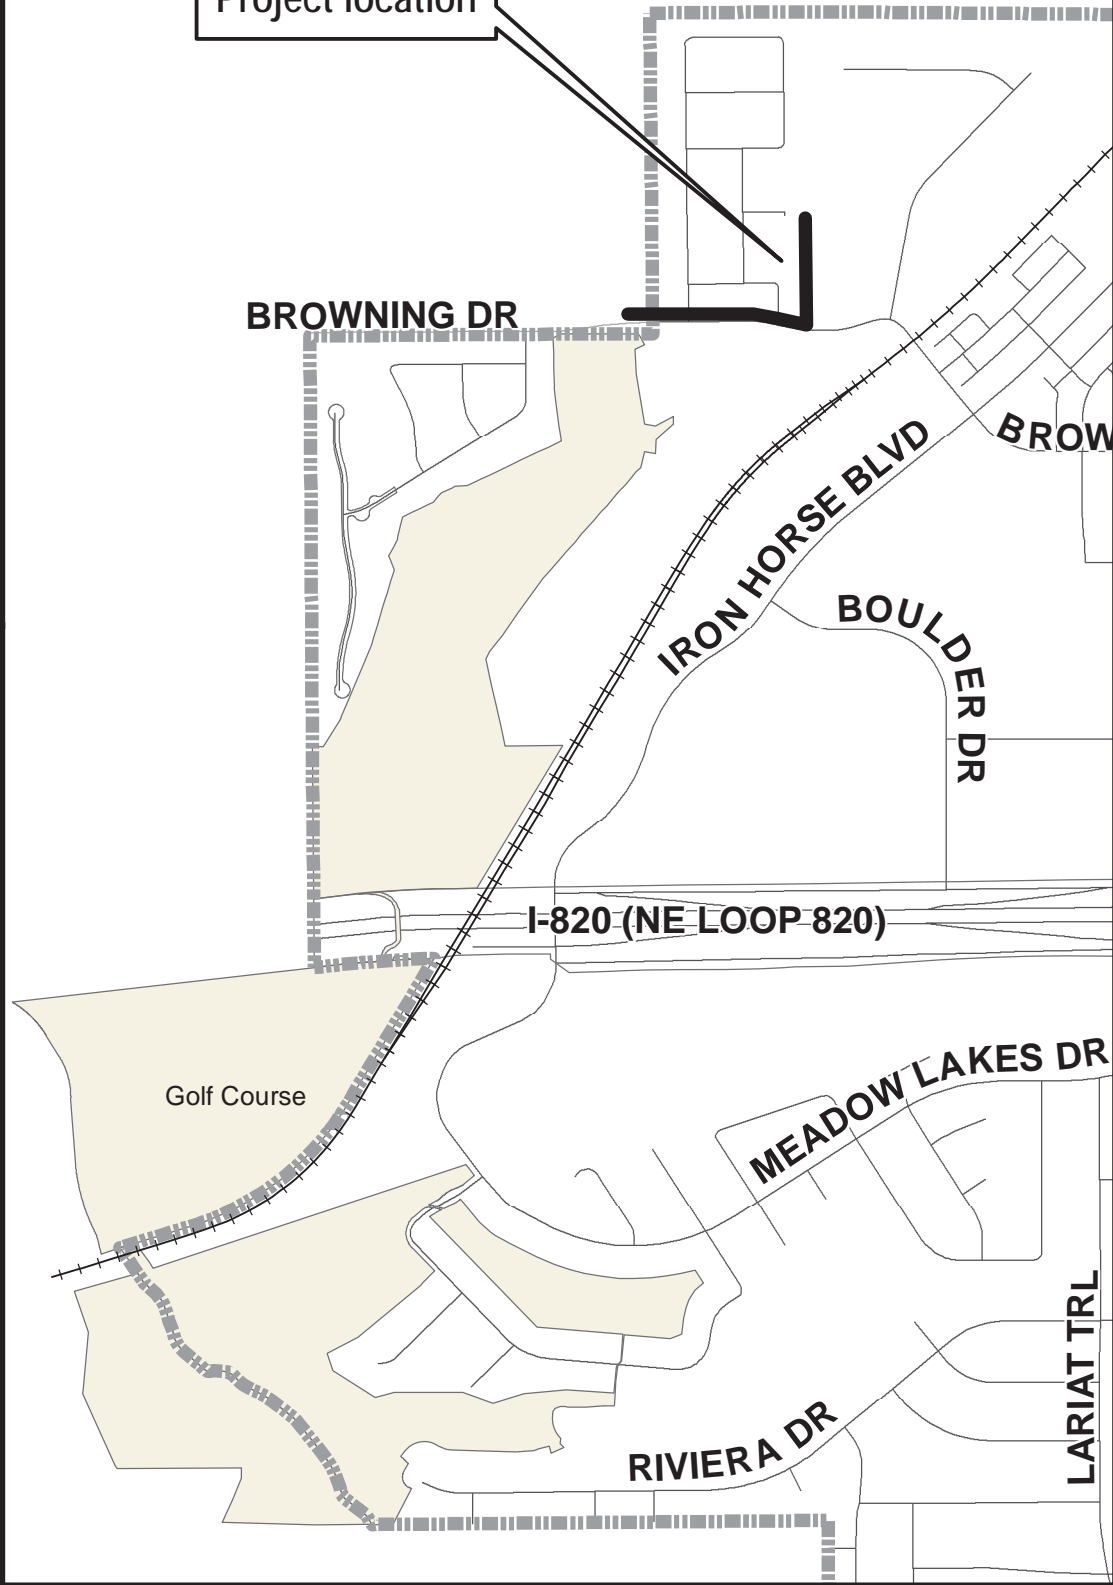 Project location
BROWNING DR
BROW
IRON HORSE BLVD
BOULDER DR
I-820 (NE LOOP 820)
MEADOW LAKES DR
Golf Course
LARIAT TRL
RIVIERA DR